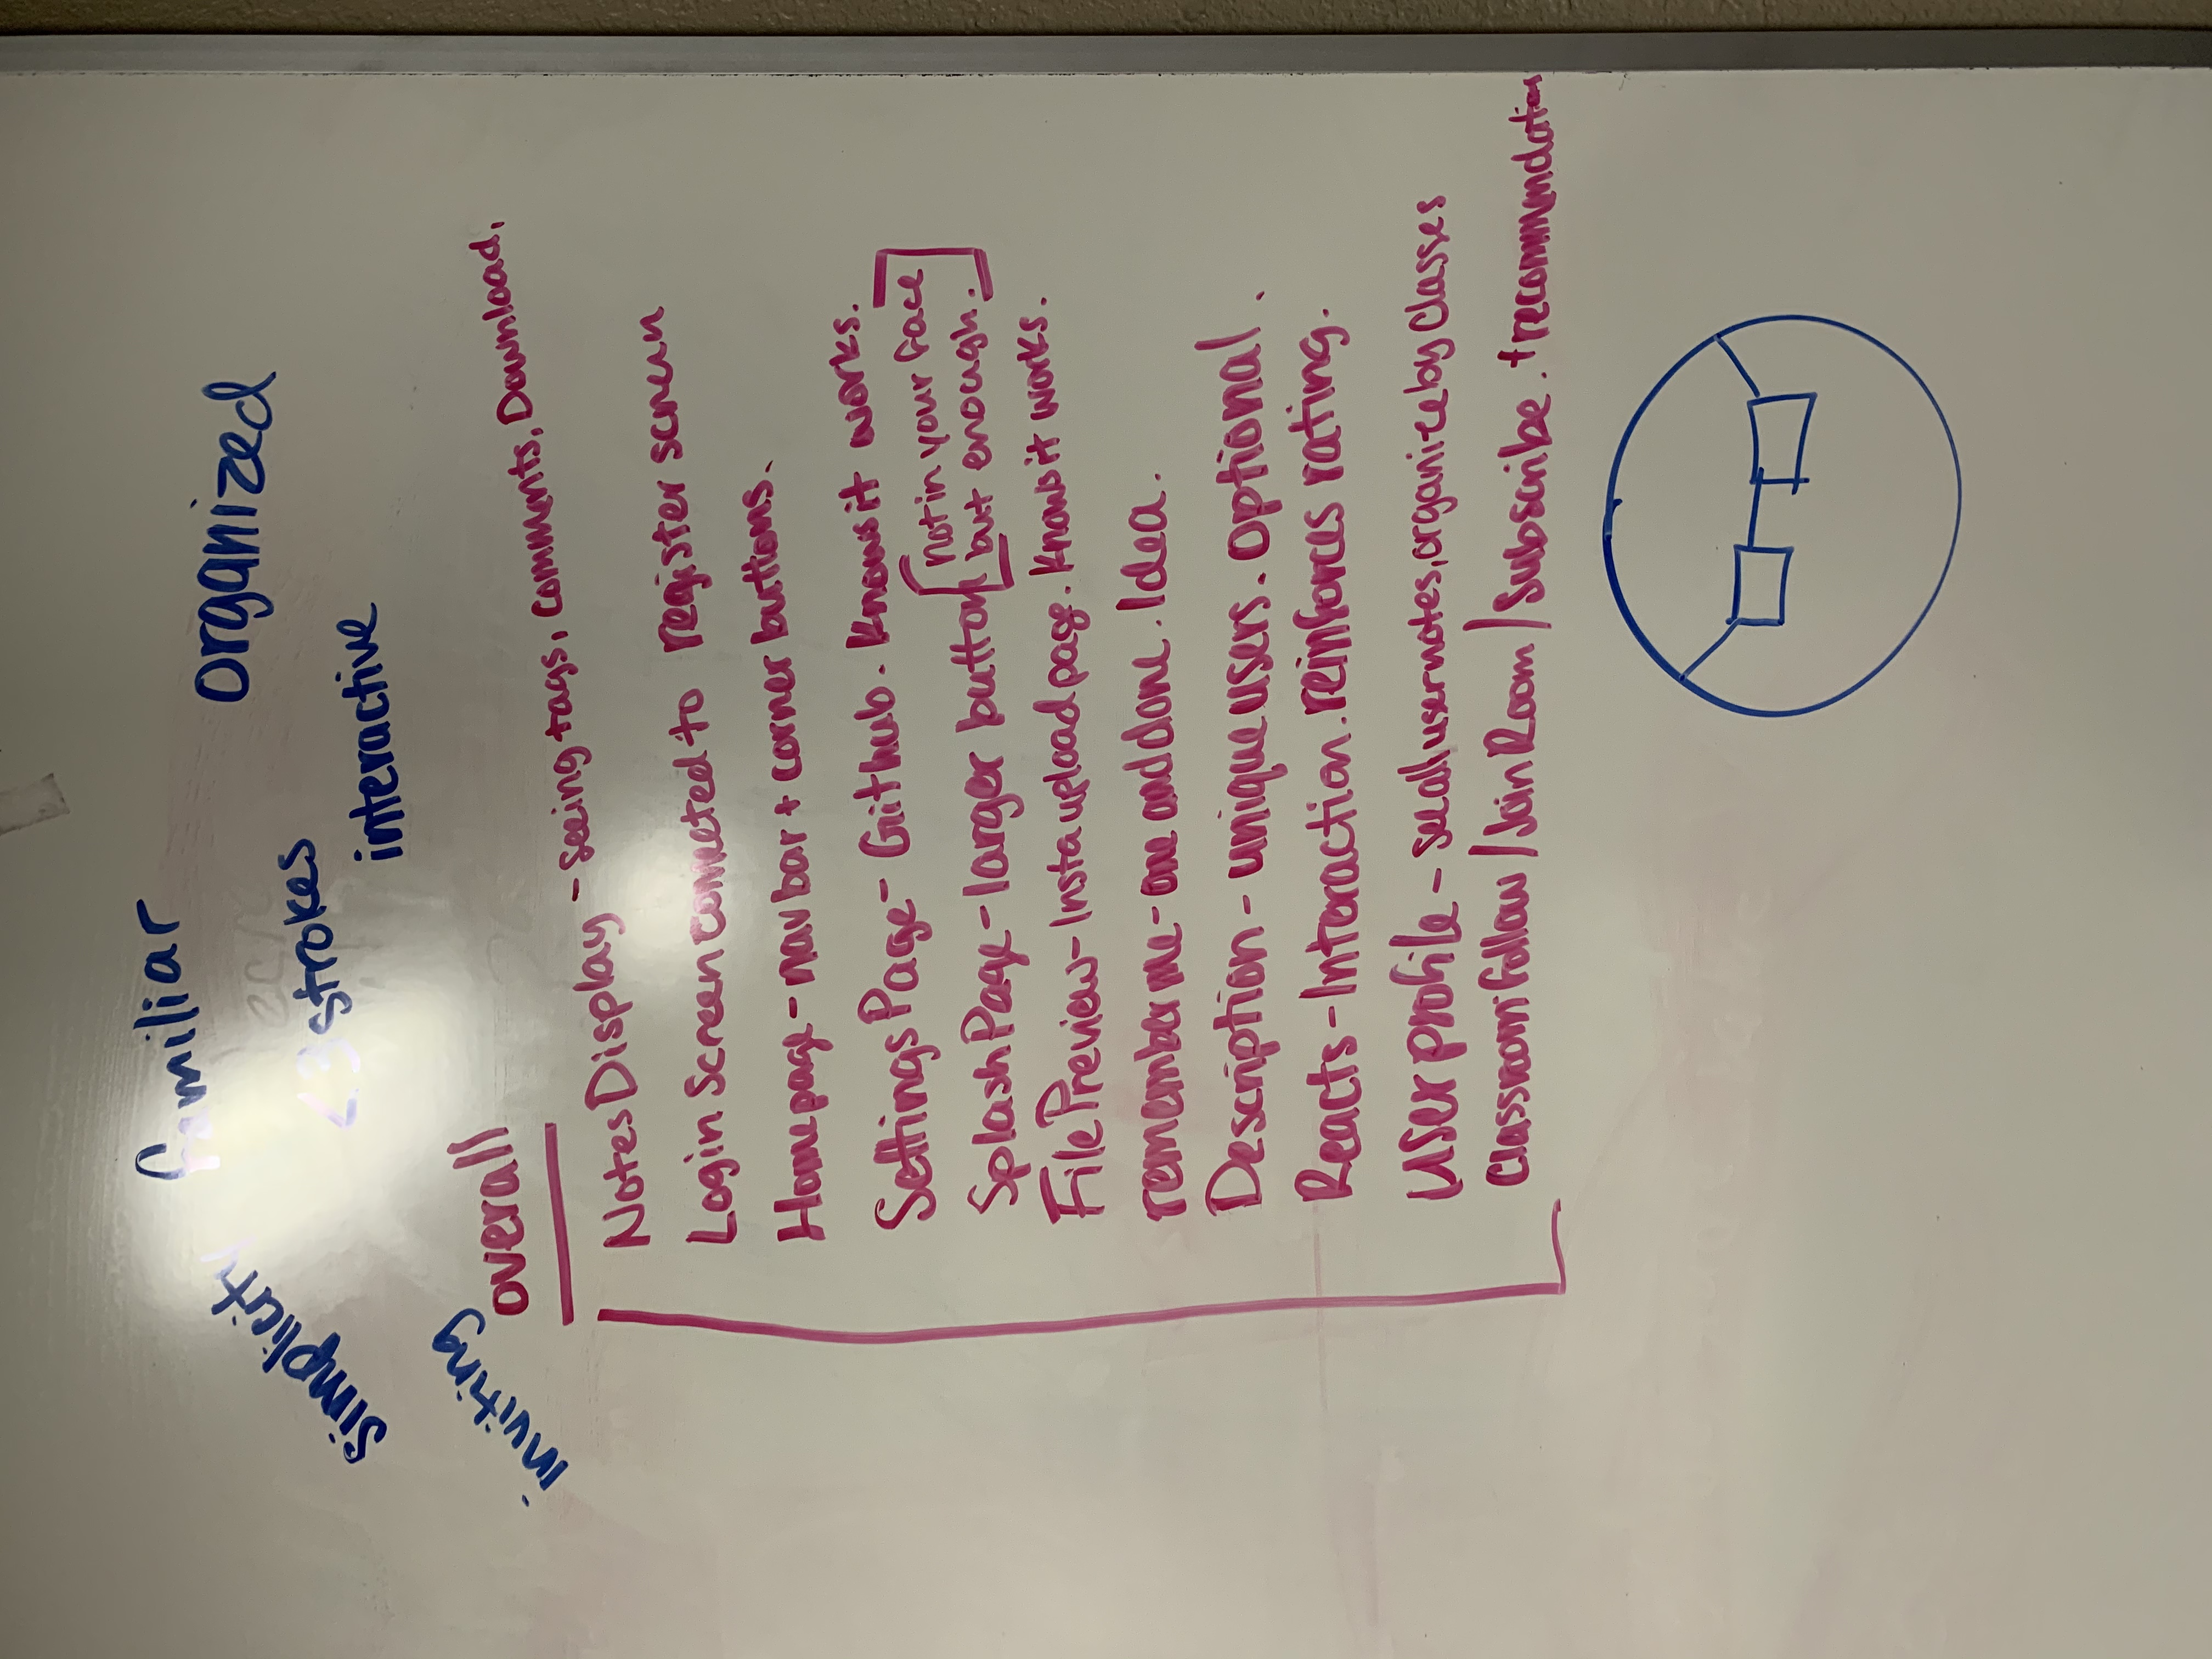 familiar
simplicity
organized
<3 strokes
interactive
inviting
overall
Notes Display - seeing tags, comments, Download,
Login Screen connected to register screen
Homepage - nav bar + corner buttons.
Settings Page - Github. Knows it works.
Splash Page - larger button [not in your face
but enough.]
File Preview - Insta upload page. Knows it works.
remember me - one and done. Idea.
Description - unique users. optional.
Reacts - Interaction. reinforces rating.
User profile - see all user notes, organize by Classes
Classroom follow / Join Room / Subscribe. + recommendations